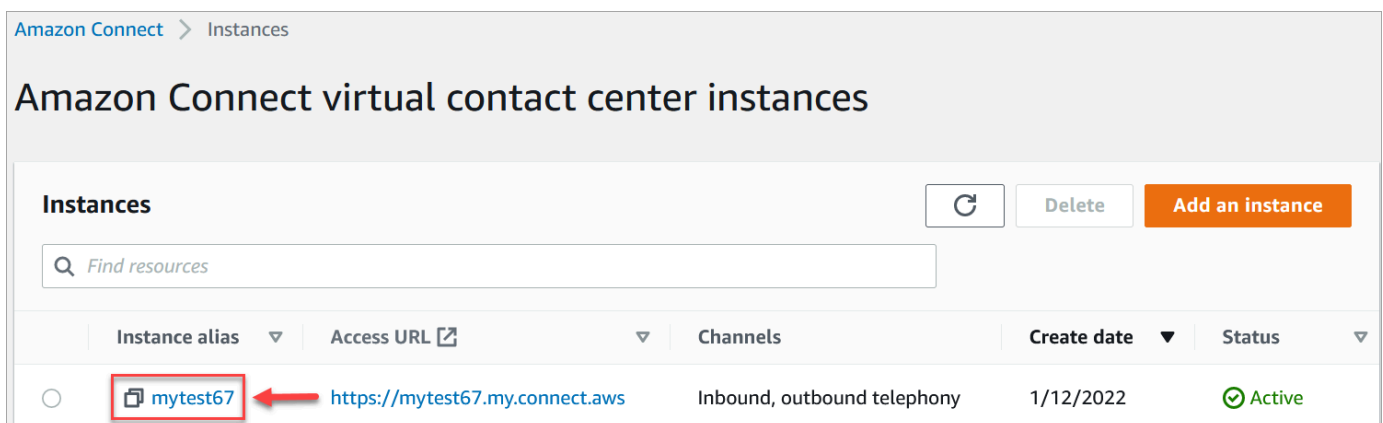 Amazon Connect > Instances
Amazon Connect virtual contact center instances
Instances
Delete
Add an instance
Find resources
Instance alias
Access URL
Channels
Create date
Status
mytest67
https://mytest67.my.connect.aws
Inbound, outbound telephony
1/12/2022
Active